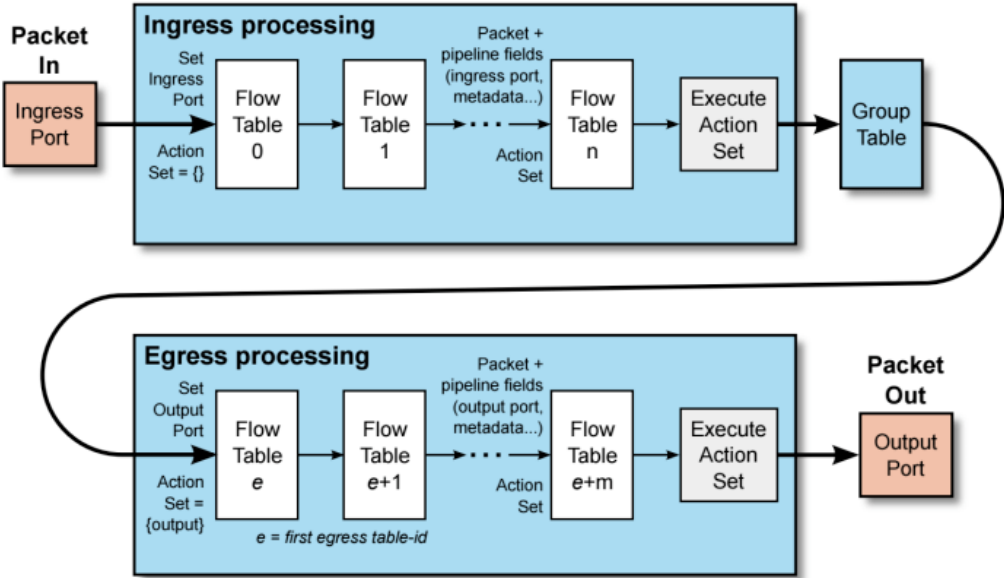 Packet
In
Ingress
Port
Ingress processing
Set
Ingress
Port
Action
Set = {}
Flow
Table
0
Flow
Table
1
Packet +
pipeline fields
(ingress port,
metadata...)
Action
Set
Flow
Table
n
Execute
Action
Set
Group
Table
Egress processing
Set
Output
Port
Action
Set =
{output}
Flow
Table
e
Flow
Table
e+1
e = first egress table-id
Packet +
pipeline fields
(output port,
metadata...)
Action
Set
Flow
Table
e+m
Execute
Action
Set
Packet
Out
Output
Port